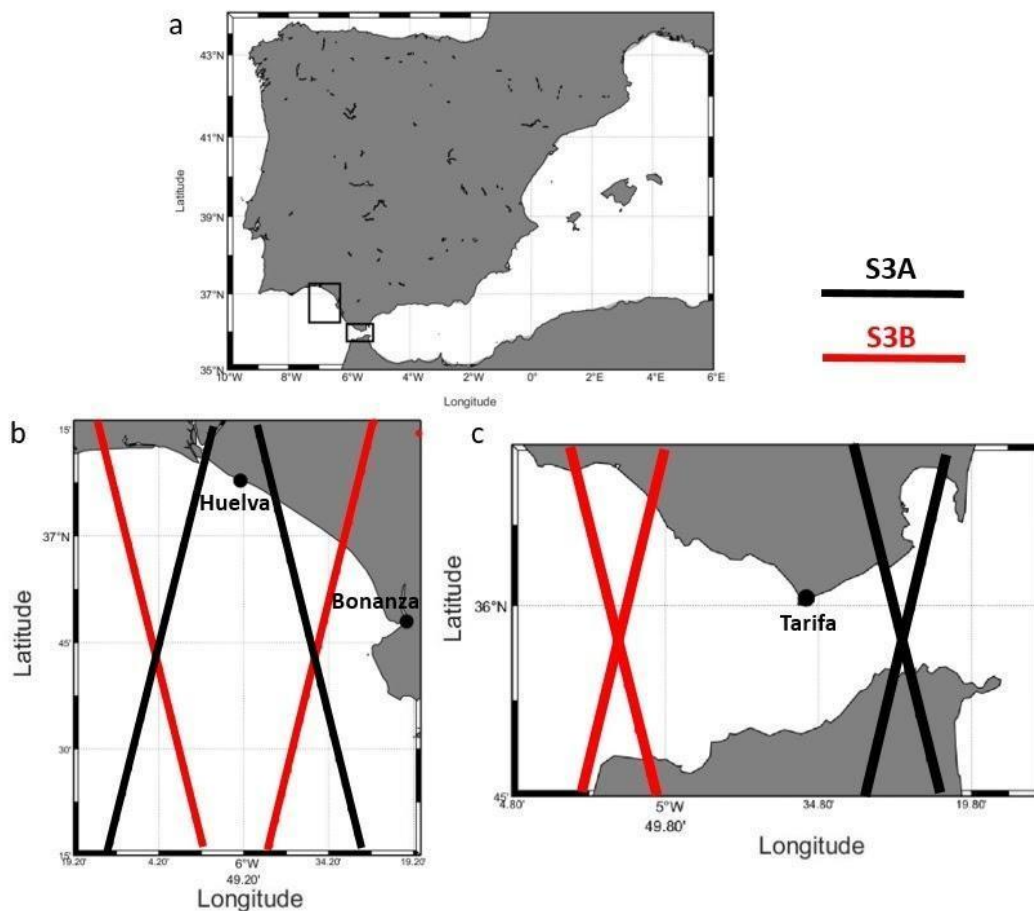 a
43°N
41°N
39°N
37°N
35°N
Latitude
10°W 8°W 6°W 4°W 2°W 0° 2°E 4°E 6°E
Longitude
S3A
S3B
b
15'
37°N
45'
30'
15'
Latitude
Huelva
Bonanza
19.20' 4.20' 6°W 34.20' 19.20'
49.20'
Longitude
c
36°N
45'
Latitude
Tarifa
4.80' 5°W 34.80' 19.80'
49.80'
Longitude